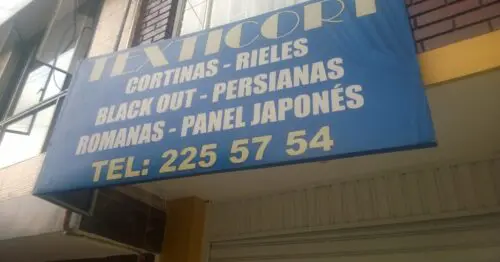 TEXTICORT
CORTINAS - RIELES
BLACK OUT - PERSIANAS
ROMANAS - PANEL JAPONÉS
TEL: 225 57 54